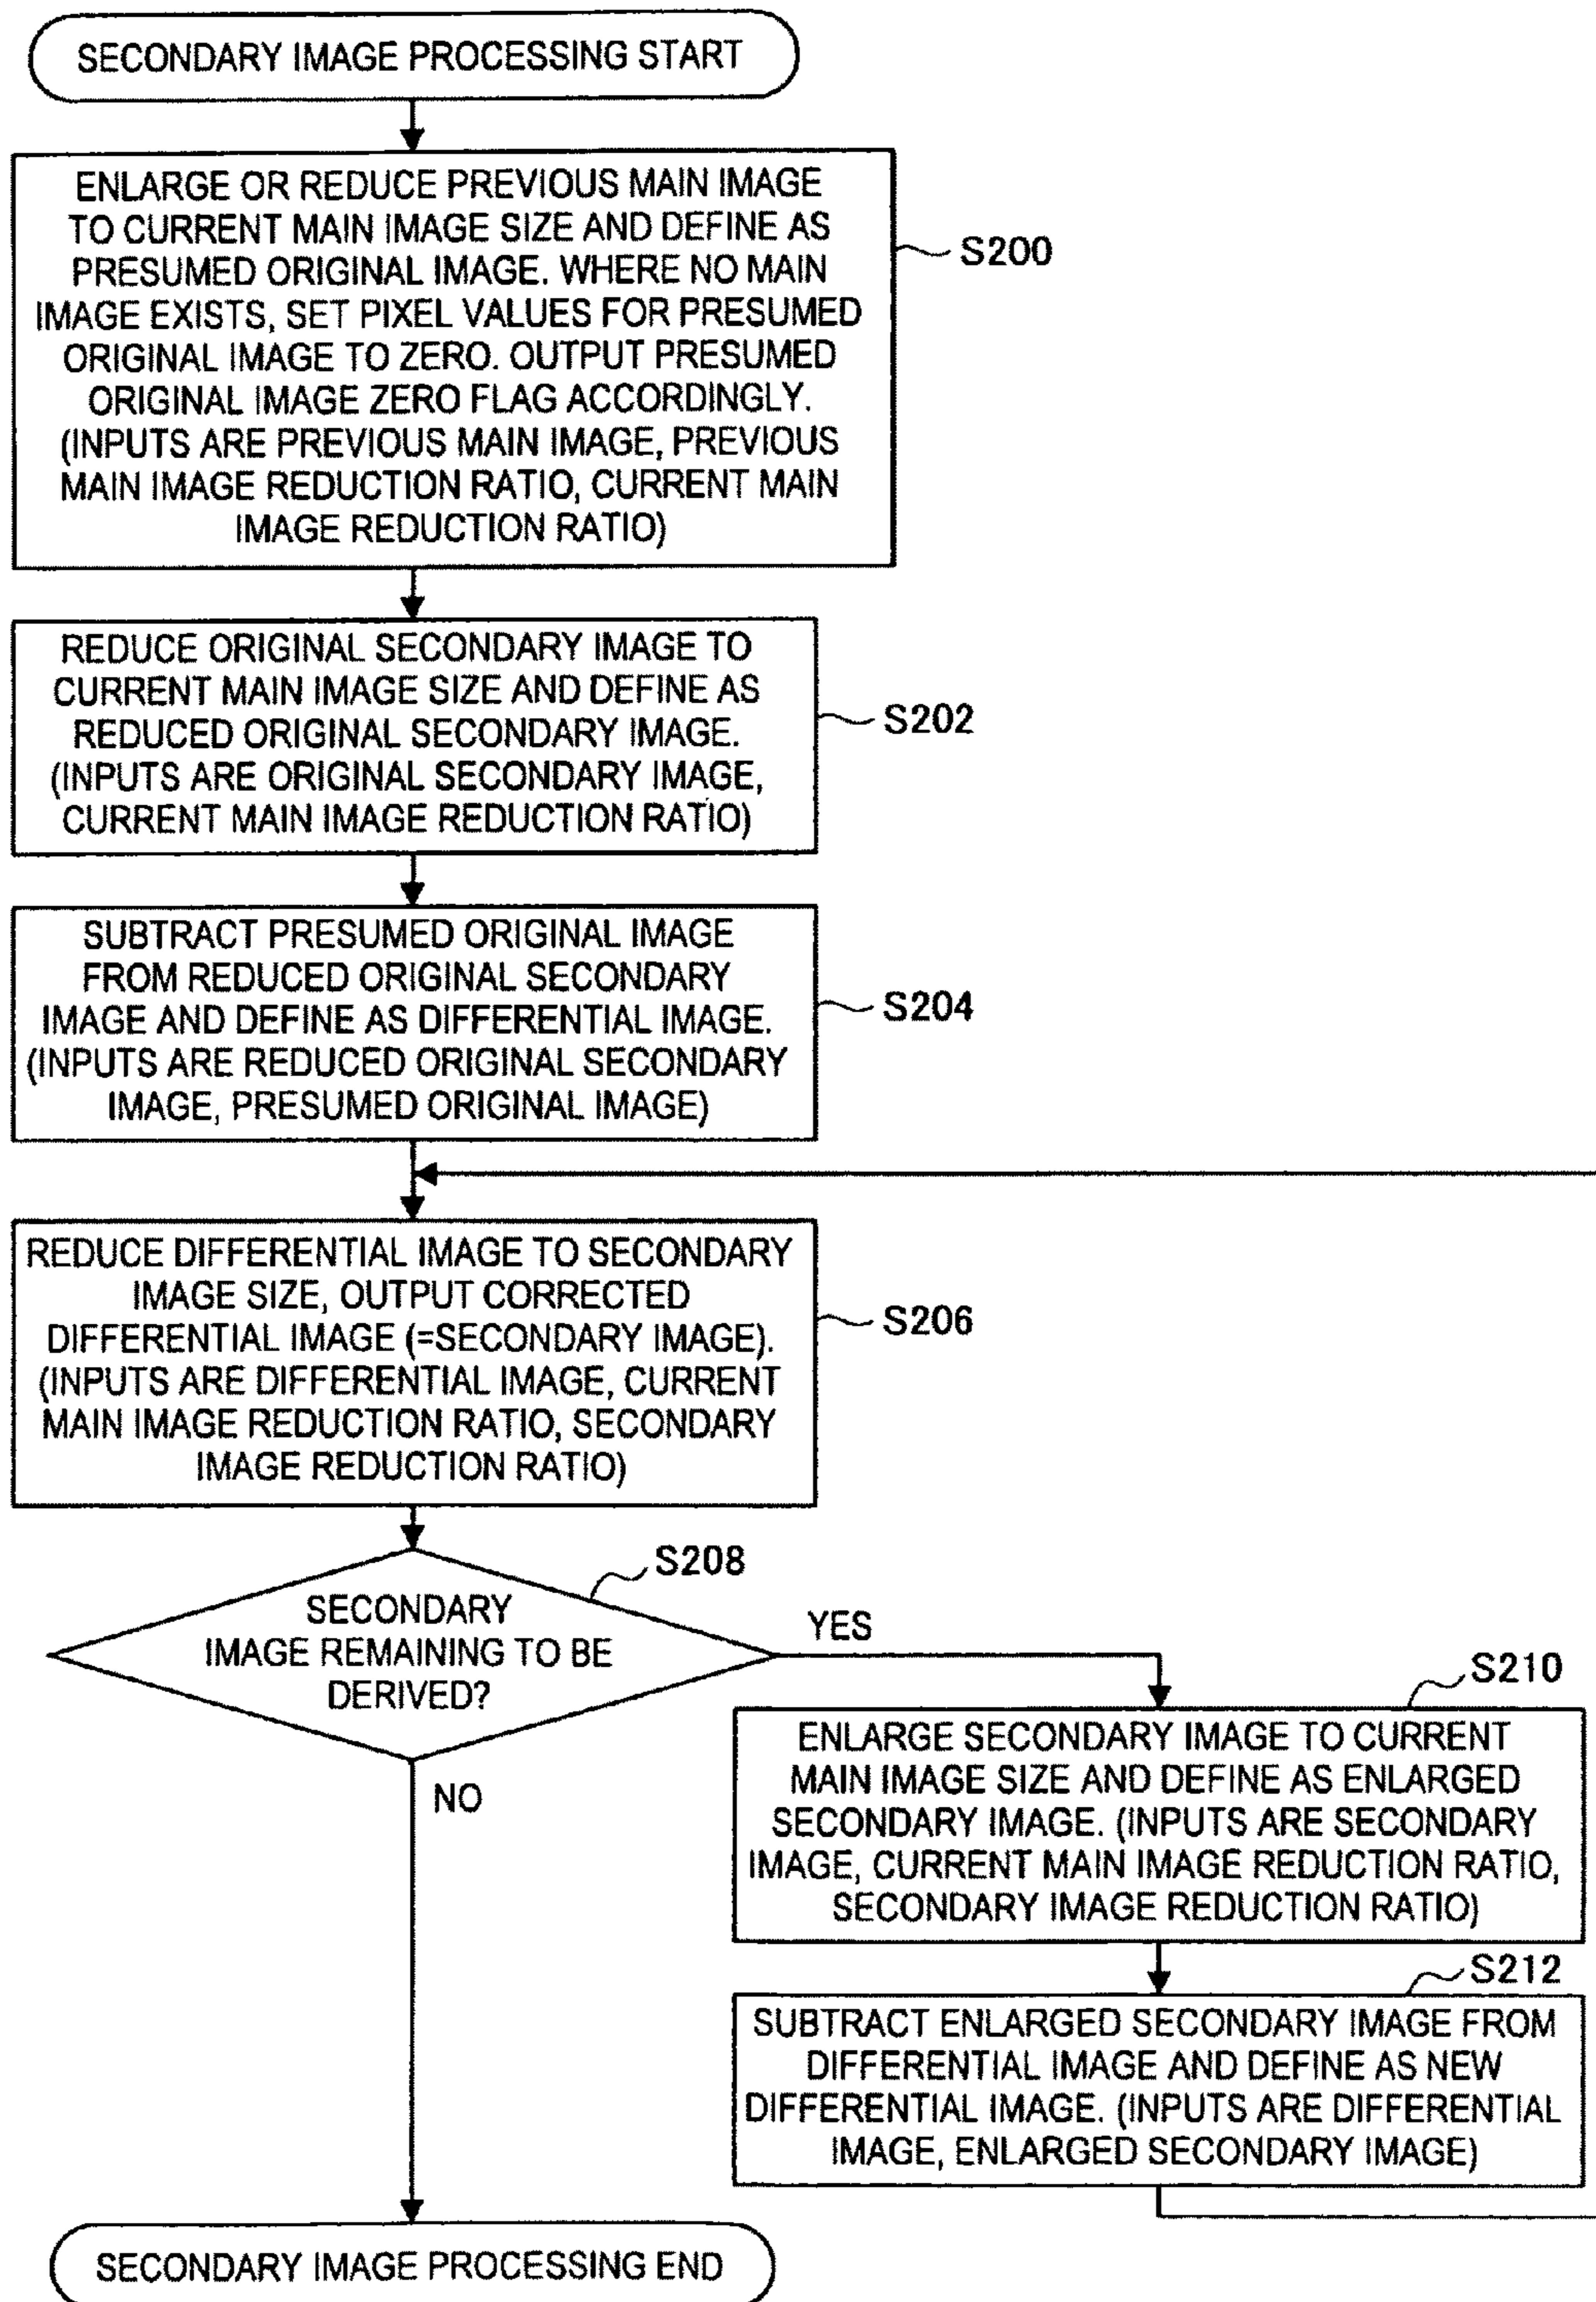 SECONDARY IMAGE PROCESSING START
ENLARGE OR REDUCE PREVIOUS MAIN IMAGE
TO CURRENT MAIN IMAGE SIZE AND DEFINE AS
PRESUMED ORIGINAL IMAGE. WHERE NO MAIN
IMAGE EXISTS, SET PIXEL VALUES FOR PRESUMED
ORIGINAL IMAGE TO ZERO. OUTPUT PRESUMED
ORIGINAL IMAGE ZERO FLAG ACCORDINGLY.
(INPUTS ARE PREVIOUS MAIN IMAGE, PREVIOUS
MAIN IMAGE REDUCTION RATIO, CURRENT MAIN
IMAGE REDUCTION RATIO)
S200
REDUCE ORIGINAL SECONDARY IMAGE TO
CURRENT MAIN IMAGE SIZE AND DEFINE AS
REDUCED ORIGINAL SECONDARY IMAGE.
(INPUTS ARE ORIGINAL SECONDARY IMAGE,
CURRENT MAIN IMAGE REDUCTION RATIO)
S202
SUBTRACT PRESUMED ORIGINAL IMAGE
FROM REDUCED ORIGINAL SECONDARY
IMAGE AND DEFINE AS DIFFERENTIAL IMAGE.
(INPUTS ARE REDUCED ORIGINAL SECONDARY
IMAGE, PRESUMED ORIGINAL IMAGE)
S204
REDUCE DIFFERENTIAL IMAGE TO SECONDARY
IMAGE SIZE, OUTPUT CORRECTED
DIFFERENTIAL IMAGE (=SECONDARY IMAGE).
(INPUTS ARE DIFFERENTIAL IMAGE, CURRENT
MAIN IMAGE REDUCTION RATIO, SECONDARY
IMAGE REDUCTION RATIO)
S206
S208
SECONDARY
IMAGE REMAINING TO BE
DERIVED?
YES
NO
S210
ENLARGE SECONDARY IMAGE TO CURRENT
MAIN IMAGE SIZE AND DEFINE AS ENLARGED
SECONDARY IMAGE. (INPUTS ARE SECONDARY
IMAGE, CURRENT MAIN IMAGE REDUCTION RATIO,
SECONDARY IMAGE REDUCTION RATIO)
S212
SUBTRACT ENLARGED SECONDARY IMAGE FROM
DIFFERENTIAL IMAGE AND DEFINE AS NEW
DIFFERENTIAL IMAGE. (INPUTS ARE DIFFERENTIAL
IMAGE, ENLARGED SECONDARY IMAGE)
SECONDARY IMAGE PROCESSING END